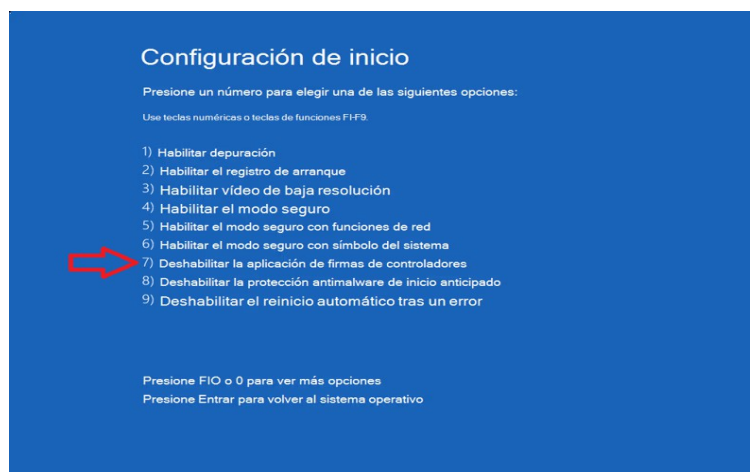 Configuración de inicio
Presione un número para elegir una de las siguientes opciones:
Use teclas numéricas o teclas de funciones FI-F9.
1) Habilitar depuración
2) Habilitar el registro de arranque
3) Habilitar vídeo de baja resolución
4) Habilitar el modo seguro
5) Habilitar el modo seguro con funciones de red
6) Habilitar el modo seguro con símbolo del sistema
7) Deshabilitar la aplicación de firmas de controladores
8) Deshabilitar la protección antimalware de inicio anticipado
9) Deshabilitar el reinicio automático tras un error
Presione FIO o 0 para ver más opciones
Presione Entrar para volver al sistema operativo